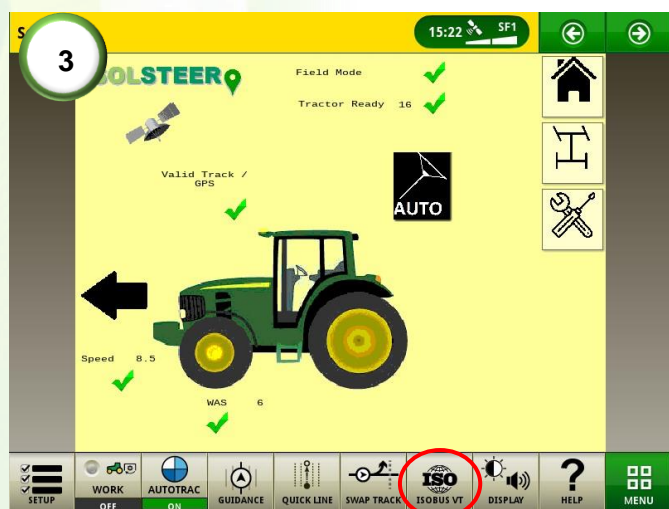 S
15:22 SF1
3
OLSTEER
Field Mode
Tractor Ready 16
Valid Track /
GPS
AUTO
Speed 8.5
WAS 6
SETUP
WORK
OFF
AUTOTRAC
ON
GUIDANCE
QUICK LINE
SWAP TRACK
ISO
ISOBUS VT
DISPLAY
?
HELP
MENU